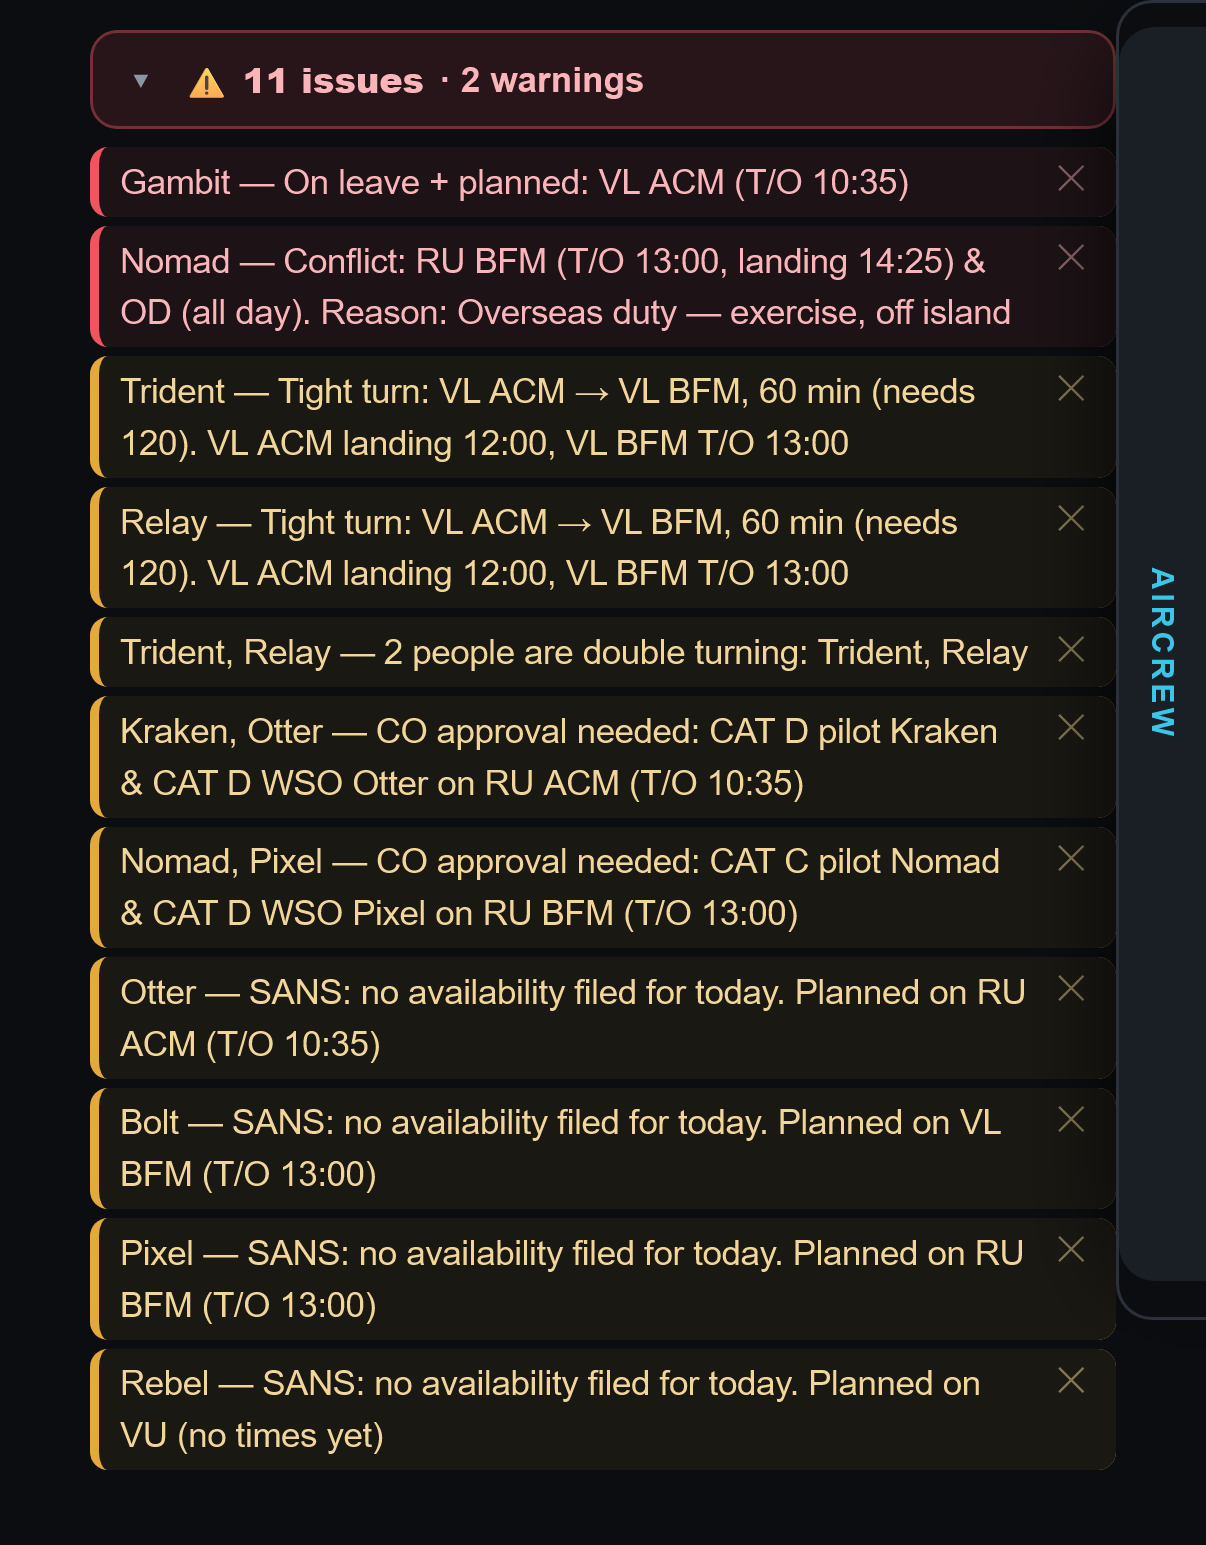 ▼ ⚠️ 11 issues · 2 warnings
Gambit — On leave + planned: VL ACM (T/O 10:35)
Nomad — Conflict: RU BFM (T/O 13:00, landing 14:25) &
OD (all day). Reason: Overseas duty — exercise, off island
Trident — Tight turn: VL ACM → VL BFM, 60 min (needs
120). VL ACM landing 12:00, VL BFM T/O 13:00
Relay — Tight turn: VL ACM → VL BFM, 60 min (needs
120). VL ACM landing 12:00, VL BFM T/O 13:00
Trident, Relay — 2 people are double turning: Trident, Relay
Kraken, Otter — CO approval needed: CAT D pilot Kraken
& CAT D WSO Otter on RU ACM (T/O 10:35)
Nomad, Pixel — CO approval needed: CAT C pilot Nomad
& CAT D WSO Pixel on RU BFM (T/O 13:00)
Otter — SANS: no availability filed for today. Planned on RU
ACM (T/O 10:35)
Bolt — SANS: no availability filed for today. Planned on VL
BFM (T/O 13:00)
Pixel — SANS: no availability filed for today. Planned on RU
BFM (T/O 13:00)
Rebel — SANS: no availability filed for today. Planned on
VU (no times yet)
AIRCREW